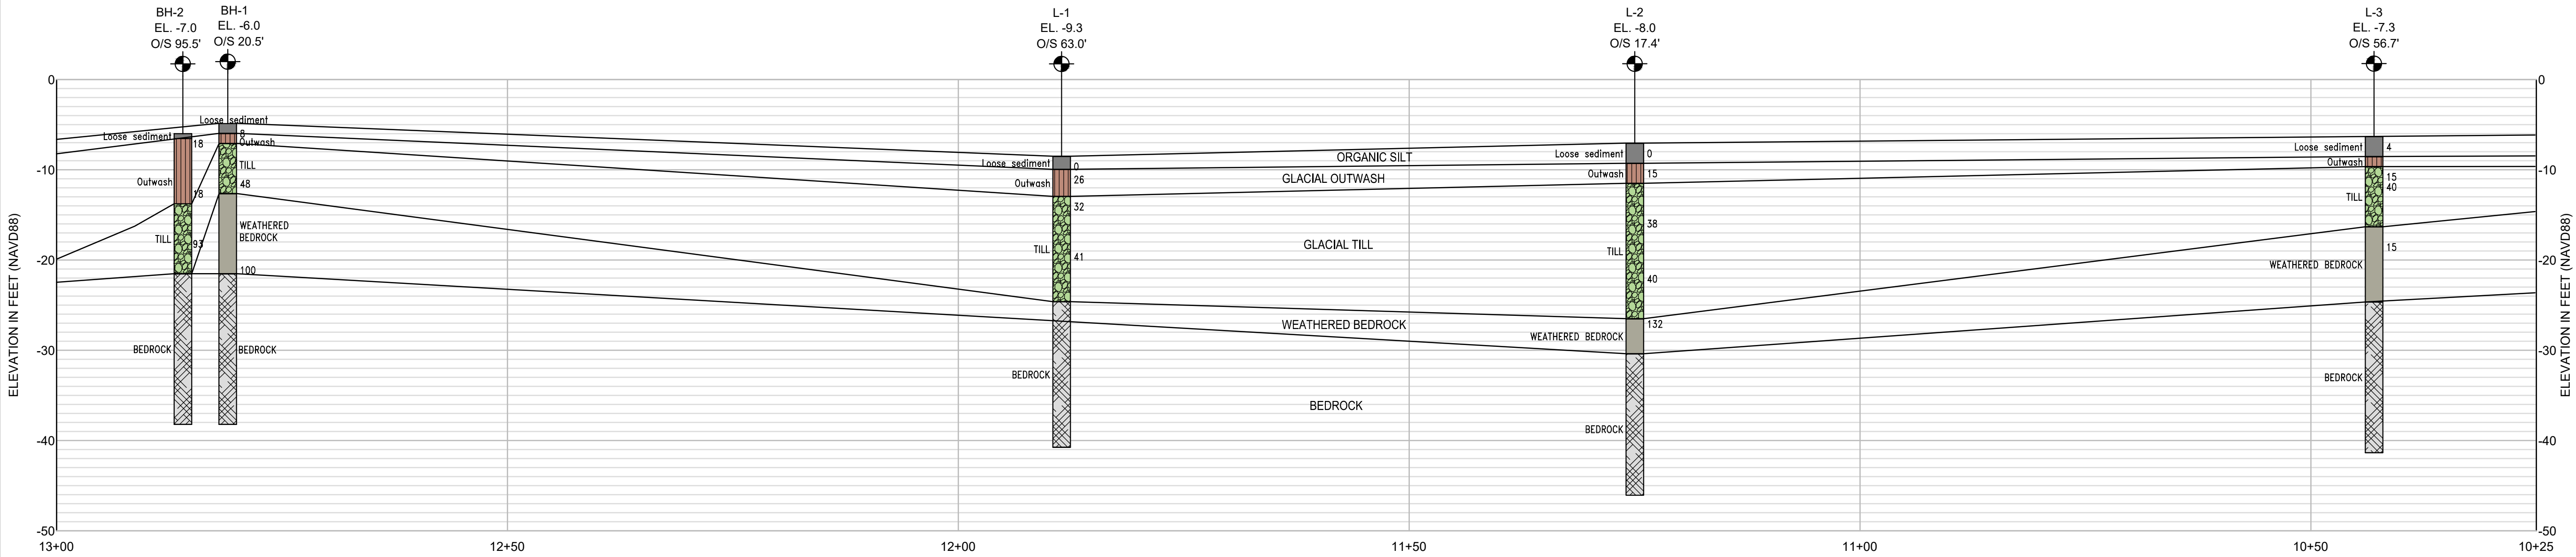 BH-2
EL. -7.0
O/S 95.5'
BH-1
EL. -6.0
O/S 20.5'
L-1
EL. -9.3
O/S 63.0'
L-2
EL. -8.0
O/S 17.4'
L-3
EL. -7.3
O/S 56.7'
ELEVATION IN FEET (NAVD88)
0
-10
-20
-30
-40
-50
Loose sediment
18
Outwash
18
TILL
93
BEDROCK
Loose sediment
8
Outwash
TILL
48
WEATHERED
BEDROCK
100
BEDROCK
Loose sediment
0
Outwash
26
32
TILL
41
BEDROCK
ORGANIC SILT
GLACIAL OUTWASH
GLACIAL TILL
WEATHERED BEDROCK
BEDROCK
Loose sediment
0
Outwash
15
38
TILL
40
132
WEATHERED BEDROCK
BEDROCK
Loose sediment
4
Outwash
15
40
TILL
15
WEATHERED BEDROCK
BEDROCK
0
-10
-20
-30
-40
-50
ELEVATION IN FEET (NAVD88)
13+00
12+50
12+00
11+50
11+00
10+50
10+25